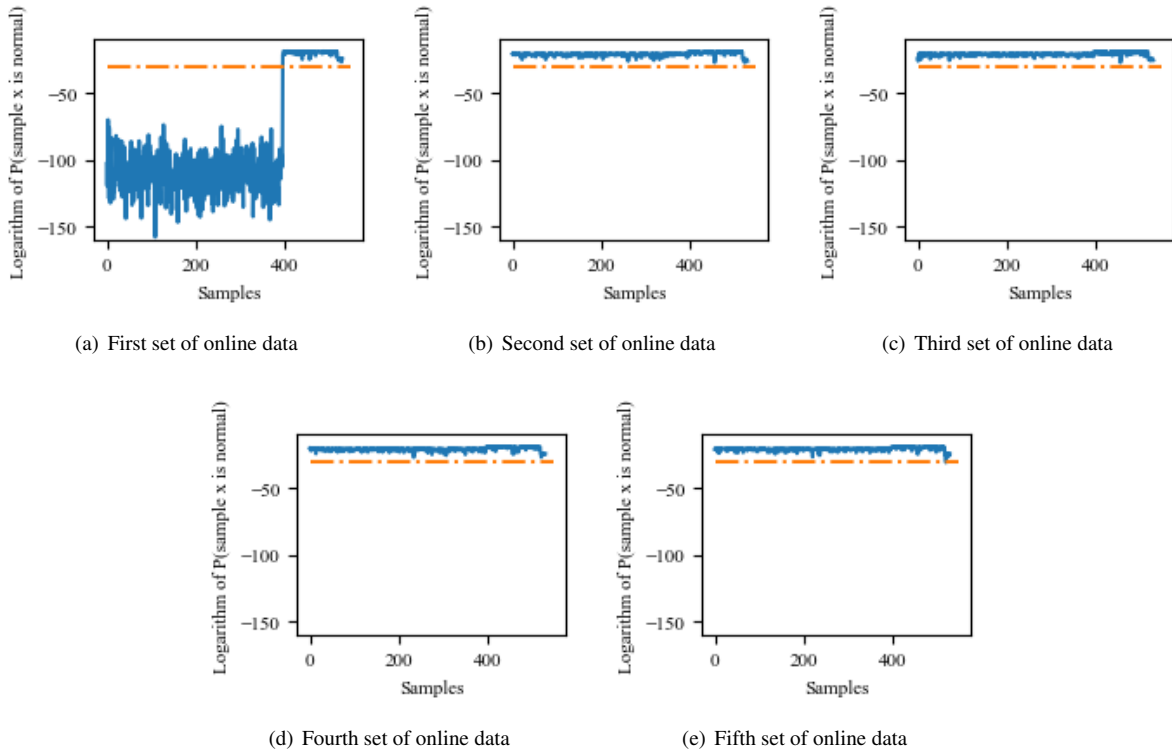 Logarithm of P(sample x is normal)
−50
−100
−150
0
200
400
Samples
(a) First set of online data
Logarithm of P(sample x is normal)
−50
−100
−150
0
200
400
Samples
(b) Second set of online data
Logarithm of P(sample x is normal)
−50
−100
−150
0
200
400
Samples
(c) Third set of online data
Logarithm of P(sample x is normal)
−50
−100
−150
0
200
400
Samples
(d) Fourth set of online data
Logarithm of P(sample x is normal)
−50
−100
−150
0
200
400
Samples
(e) Fifth set of online data